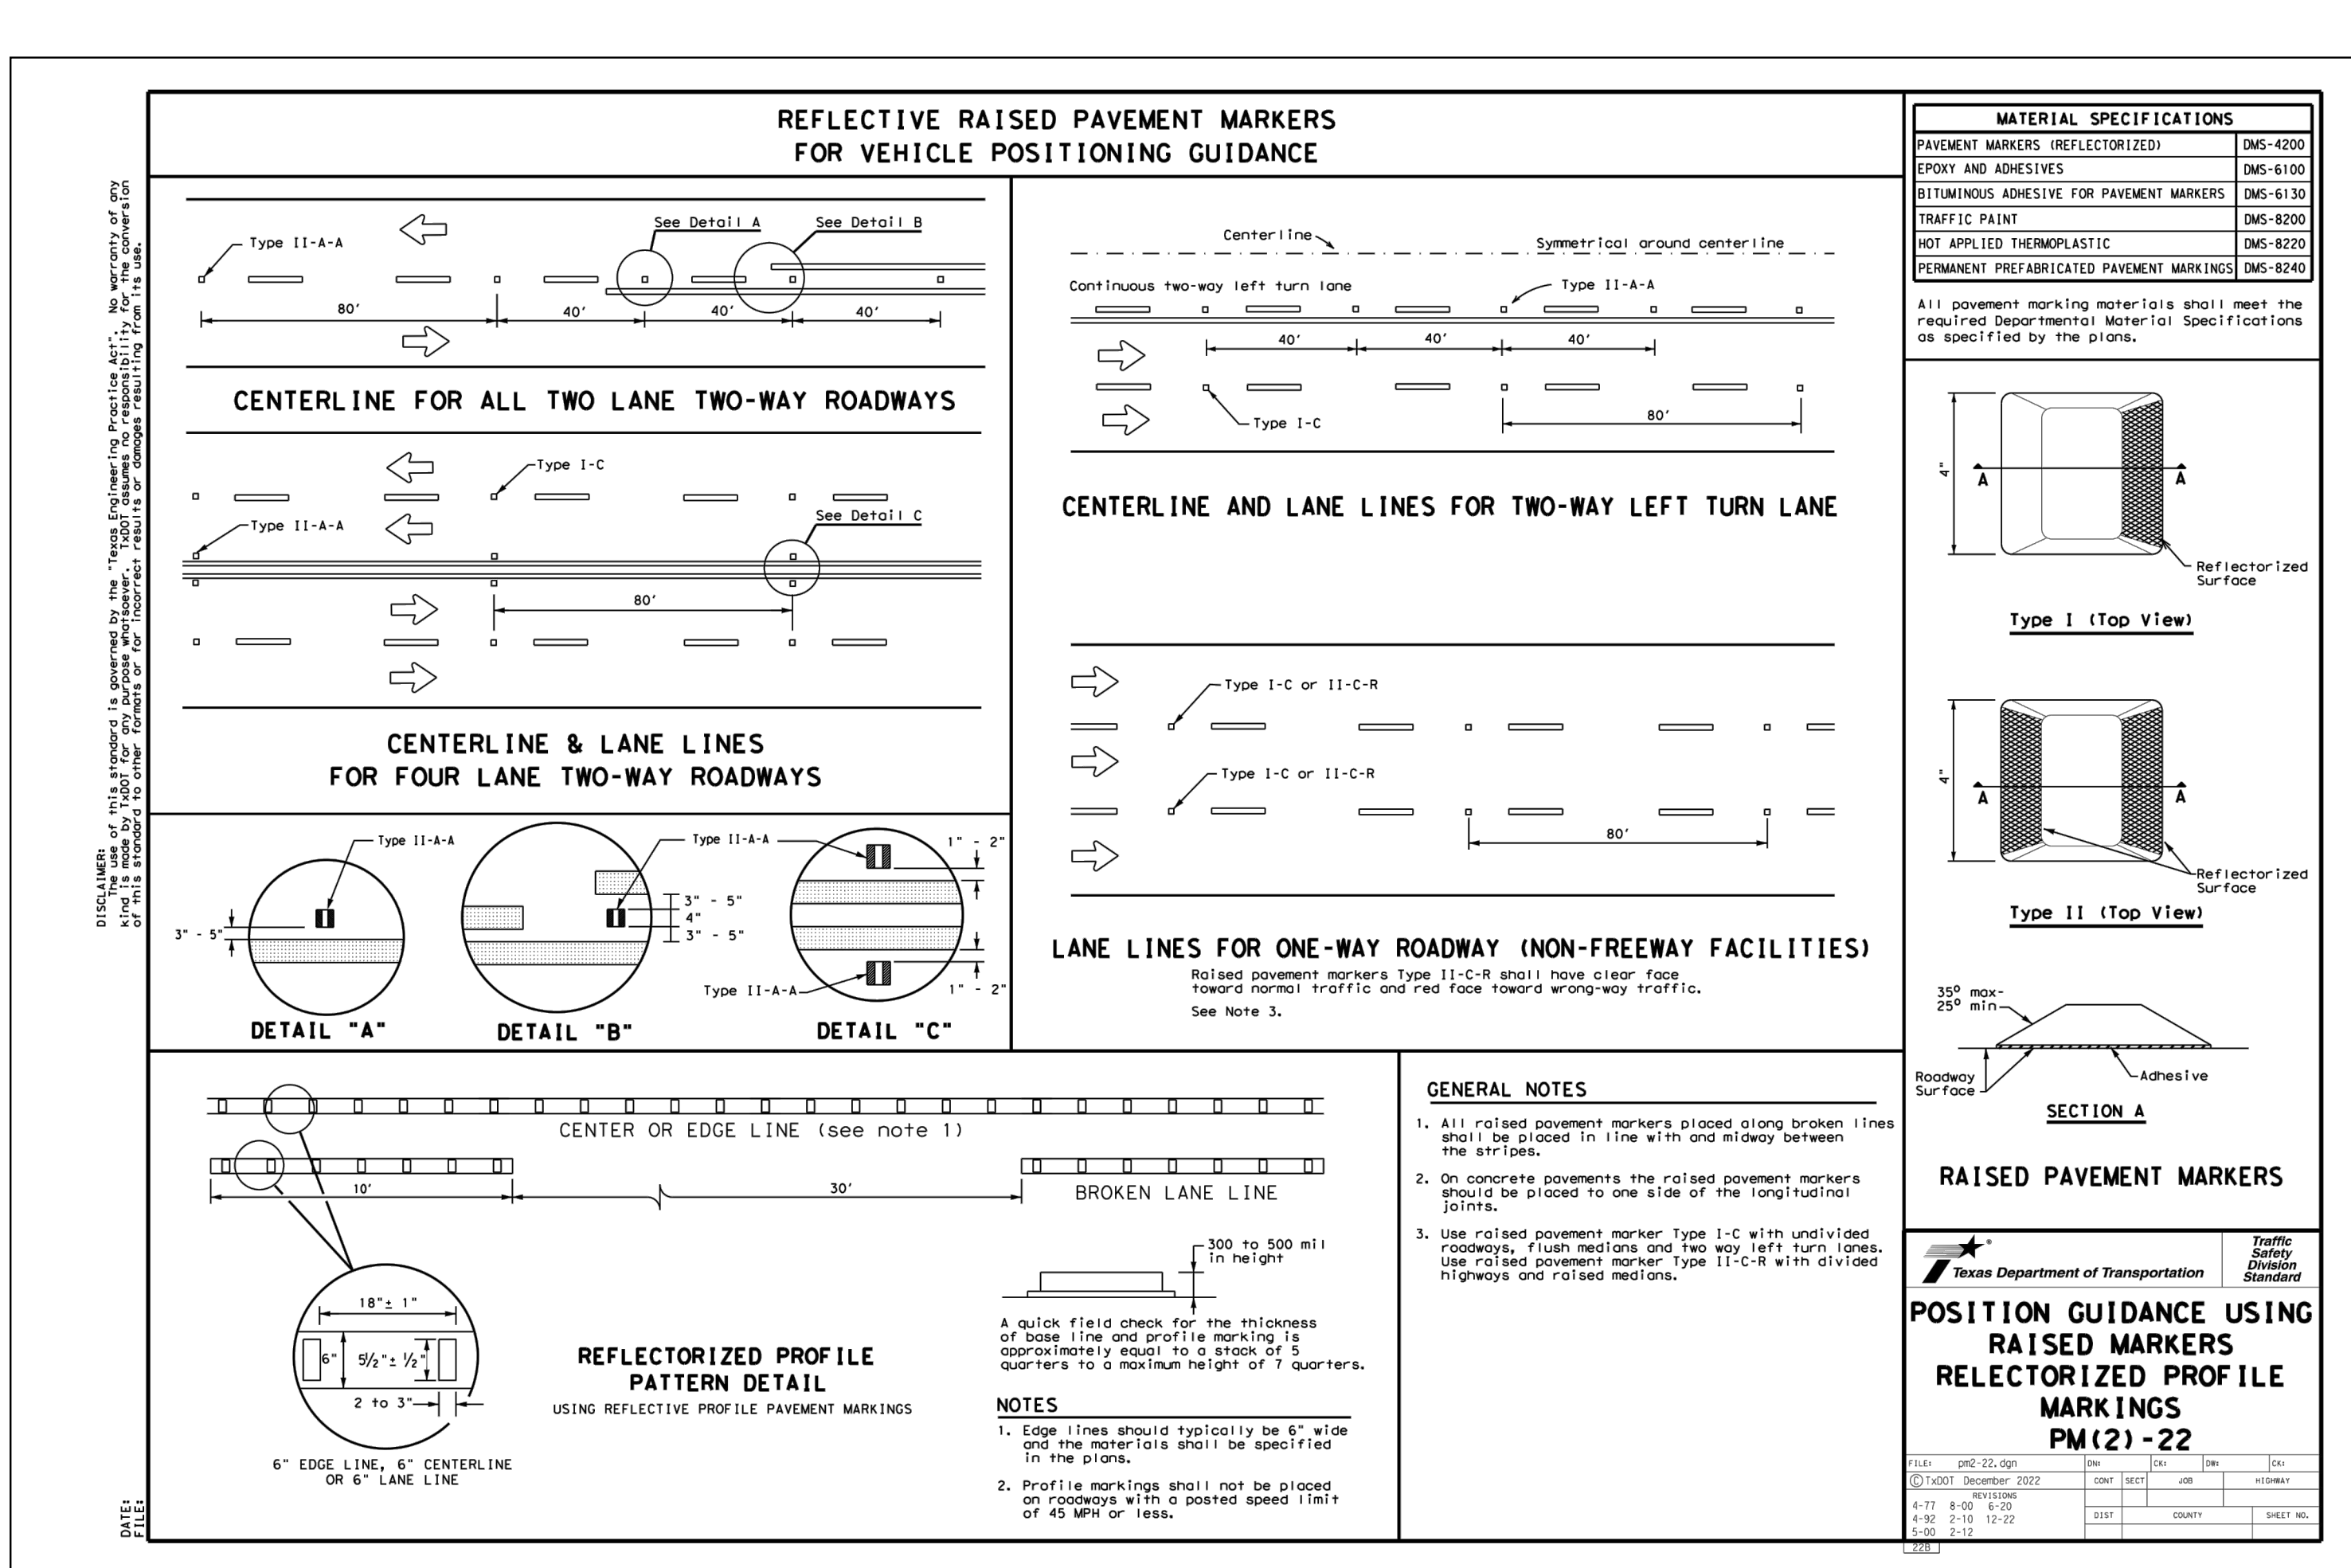 REFLECTIVE RAISED PAVEMENT MARKERS
FOR VEHICLE POSITIONING GUIDANCE
DISCLAIMER:
The use of this standard is governed by the "Texas Engineering Practice Act". No warranty of any
kind is made by TxDOT for any purpose whatsoever. TxDOT assumes no responsibility for the conversion
of this standard to other formats or for incorrect results or damages resulting from its use.
DATE:
FILE:
Type II-A-A
See Detail A
See Detail B
80'
40'
40'
40'
CENTERLINE FOR ALL TWO LANE TWO-WAY ROADWAYS
Type I-C
Type II-A-A
See Detail C
80'
CENTERLINE & LANE LINES
FOR FOUR LANE TWO-WAY ROADWAYS
Type II-A-A
3" - 5"
DETAIL "A"
Type II-A-A
3" - 5"
4"
3" - 5"
DETAIL "B"
1" - 2"
Type II-A-A
1" - 2"
DETAIL "C"
Centerline
Symmetrical around centerline
Continuous two-way left turn lane
Type II-A-A
40'
40'
40'
Type I-C
80'
CENTERLINE AND LANE LINES FOR TWO-WAY LEFT TURN LANE
Type I-C or II-C-R
Type I-C or II-C-R
80'
LANE LINES FOR ONE-WAY ROADWAY (NON-FREEWAY FACILITIES)
Raised pavement markers Type II-C-R shall have clear face
toward normal traffic and red face toward wrong-way traffic.
See Note 3.
CENTER OR EDGE LINE (see note 1)
10'
30'
BROKEN LANE LINE
18"± 1"
6"
5½"± ½"
2 to 3"
6" EDGE LINE, 6" CENTERLINE
OR 6" LANE LINE
REFLECTORIZED PROFILE
PATTERN DETAIL
USING REFLECTIVE PROFILE PAVEMENT MARKINGS
300 to 500 mil
in height
A quick field check for the thickness
of base line and profile marking is
approximately equal to a stack of 5
quarters to a maximum height of 7 quarters.
NOTES
1. Edge lines should typically be 6" wide
and the materials shall be specified
in the plans.
2. Profile markings shall not be placed
on roadways with a posted speed limit
of 45 MPH or less.
GENERAL NOTES
1. All raised pavement markers placed along broken lines
shall be placed in line with and midway between
the stripes.
2. On concrete pavements the raised pavement markers
should be placed to one side of the longitudinal
joints.
3. Use raised pavement marker Type I-C with undivided
roadways, flush medians and two way left turn lanes.
Use raised pavement marker Type II-C-R with divided
highways and raised medians.
MATERIAL SPECIFICATIONS
PAVEMENT MARKERS (REFLECTORIZED) DMS-4200
EPOXY AND ADHESIVES DMS-6100
BITUMINOUS ADHESIVE FOR PAVEMENT MARKERS DMS-6130
TRAFFIC PAINT DMS-8200
HOT APPLIED THERMOPLASTIC DMS-8220
PERMANENT PREFABRICATED PAVEMENT MARKINGS DMS-8240
All pavement marking materials shall meet the
required Departmental Material Specifications
as specified by the plans.
4"
A
A
Reflectorized
Surface
Type I (Top View)
4"
A
A
Reflectorized
Surface
Type II (Top View)
35° max-
25° min
Roadway
Surface
Adhesive
SECTION A
RAISED PAVEMENT MARKERS
®
Texas Department of Transportation
Traffic
Safety
Division
Standard
POSITION GUIDANCE USING
RAISED MARKERS
RELECTORIZED PROFILE
MARKINGS
PM(2)-22
FILE: pm2-22.dgn DN: CK: DW: CK:
© TxDOT December 2022 CONT SECT JOB HIGHWAY
REVISIONS
4-77 8-00 6-20
4-92 2-10 12-22
5-00 2-12
DIST COUNTY SHEET NO.
22B